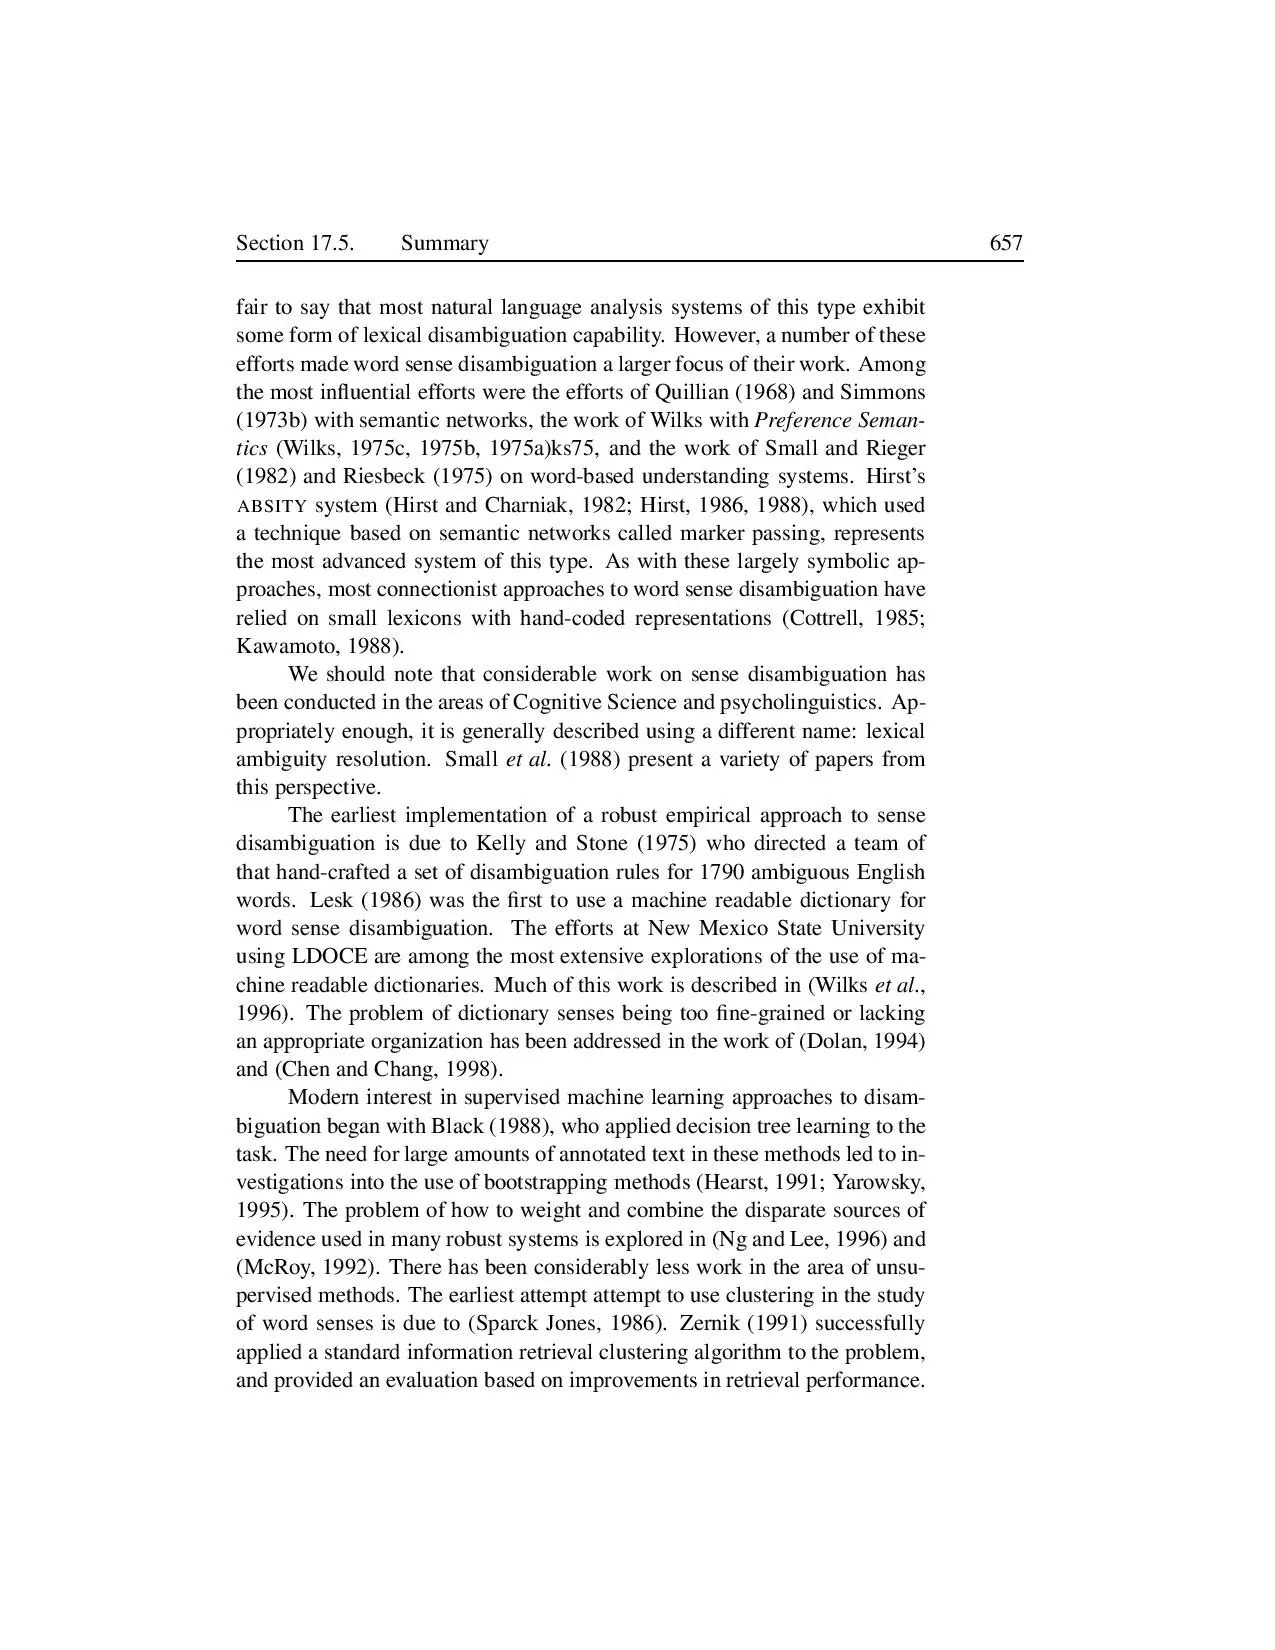 Section 17.5. Summary 657
fair to say that most natural language analysis systems of this type exhibit
some form of lexical disambiguation capability. However, a number of these
efforts made word sense disambiguation a larger focus of their work. Among
the most influential efforts were the efforts of Quillian (1968) and Simmons
(1973b) with semantic networks, the work of Wilks with Preference Seman-
tics (Wilks, 1975c, 1975b, 1975a)ks75, and the work of Small and Rieger
(1982) and Riesbeck (1975) on word-based understanding systems. Hirst's
ABSITY system (Hirst and Charniak, 1982; Hirst, 1986, 1988), which used
a technique based on semantic networks called marker passing, represents
the most advanced system of this type. As with these largely symbolic ap-
proaches, most connectionist approaches to word sense disambiguation have
relied on small lexicons with hand-coded representations (Cottrell, 1985;
Kawamoto, 1988).
We should note that considerable work on sense disambiguation has
been conducted in the areas of Cognitive Science and psycholinguistics. Ap-
propriately enough, it is generally described using a different name: lexical
ambiguity resolution. Small et al. (1988) present a variety of papers from
this perspective.
The earliest implementation of a robust empirical approach to sense
disambiguation is due to Kelly and Stone (1975) who directed a team of
that hand-crafted a set of disambiguation rules for 1790 ambiguous English
words. Lesk (1986) was the first to use a machine readable dictionary for
word sense disambiguation. The efforts at New Mexico State University
using LDOCE are among the most extensive explorations of the use of ma-
chine readable dictionaries. Much of this work is described in (Wilks et al.,
1996). The problem of dictionary senses being too fine-grained or lacking
an appropriate organization has been addressed in the work of (Dolan, 1994)
and (Chen and Chang, 1998).
Modern interest in supervised machine learning approaches to disam-
biguation began with Black (1988), who applied decision tree learning to the
task. The need for large amounts of annotated text in these methods led to in-
vestigations into the use of bootstrapping methods (Hearst, 1991; Yarowsky,
1995). The problem of how to weight and combine the disparate sources of
evidence used in many robust systems is explored in (Ng and Lee, 1996) and
(McRoy, 1992). There has been considerably less work in the area of unsu-
pervised methods. The earliest attempt attempt to use clustering in the study
of word senses is due to (Sparck Jones, 1986). Zernik (1991) successfully
applied a standard information retrieval clustering algorithm to the problem,
and provided an evaluation based on improvements in retrieval performance.